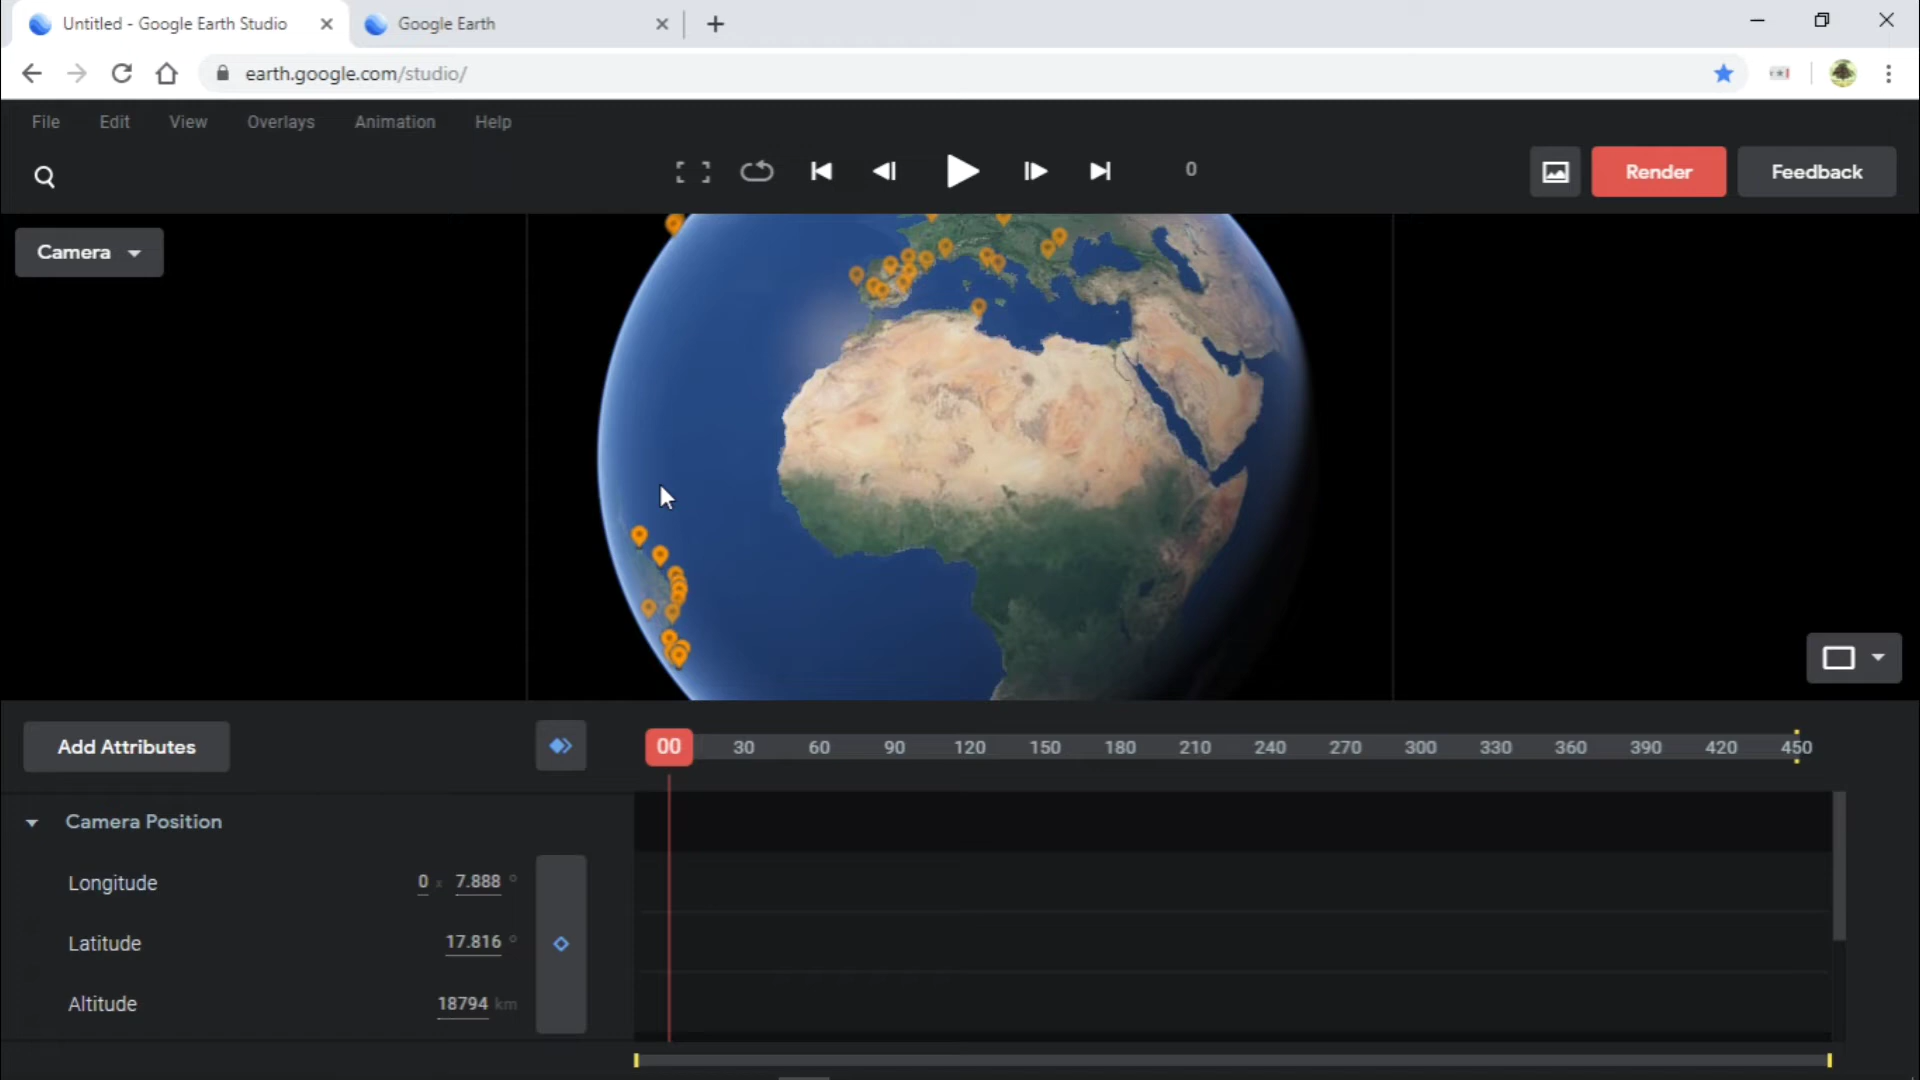 Untitled - Google Earth Studio
Google Earth
earth.google.com/studio/
File Edit View Overlays Animation Help
0
Render
Feedback
Camera
Add Attributes
00 30 60 90 120 150 180 210 240 270 300 330 360 390 420 450
Camera Position
Longitude 0 x 7.888 °
Latitude 17.816 °
Altitude 18794 km